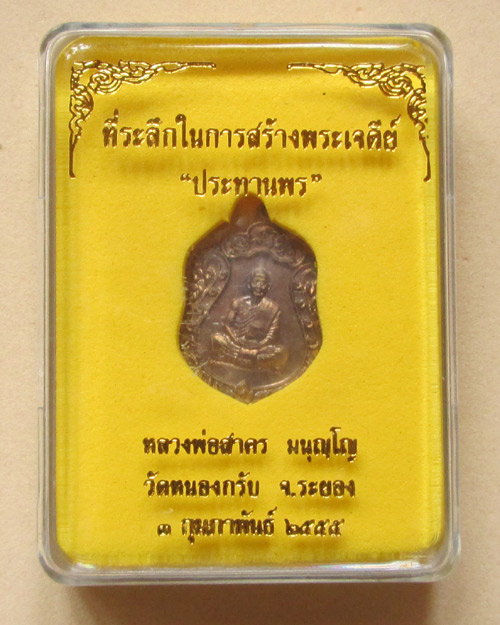 ที่ระลึกในการสร้างพระเจดีย์
“ประทานพร”
หลวงพ่อสาคร มนุญฺโญ
วัดหนองกรับ จ.ระยอง
๓ กุมภาพันธ์ ๒๕๕๕